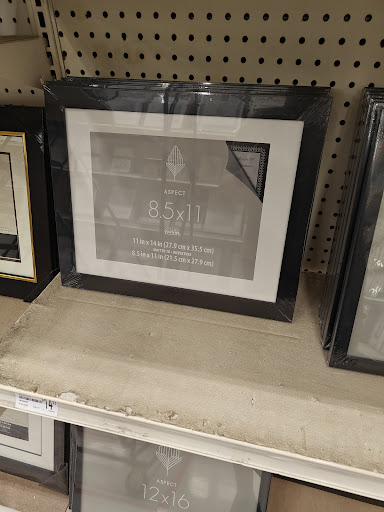 ASPECT
8.5x11
11 in x 14 in (27.9 cm x 35.5 cm)
8.5 in x 11 in (21.5 cm x 27.9 cm)
14
ASPECT
12x16